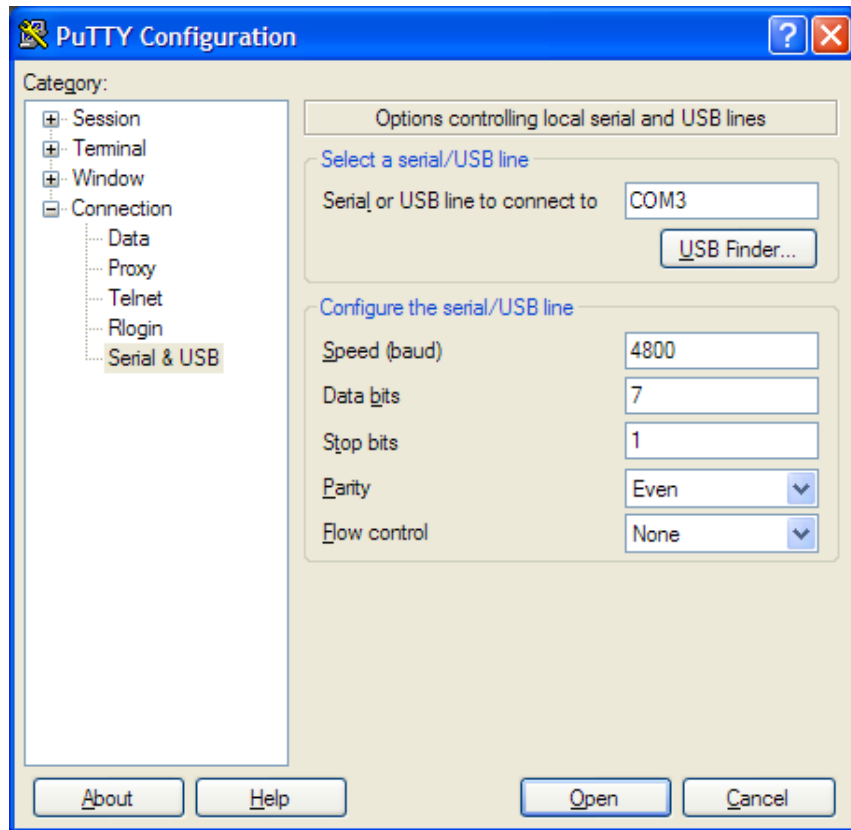 PuTTY Configuration
Category:
Session
Terminal
Window
Connection
Data
Proxy
Telnet
Rlogin
Serial & USB
Options controlling local serial and USB lines
Select a serial/USB line
Serial or USB line to connect to COM3
USB Finder...
Configure the serial/USB line
Speed (baud) 4800
Data bits 7
Stop bits 1
Parity Even
Flow control None
About Help Open Cancel